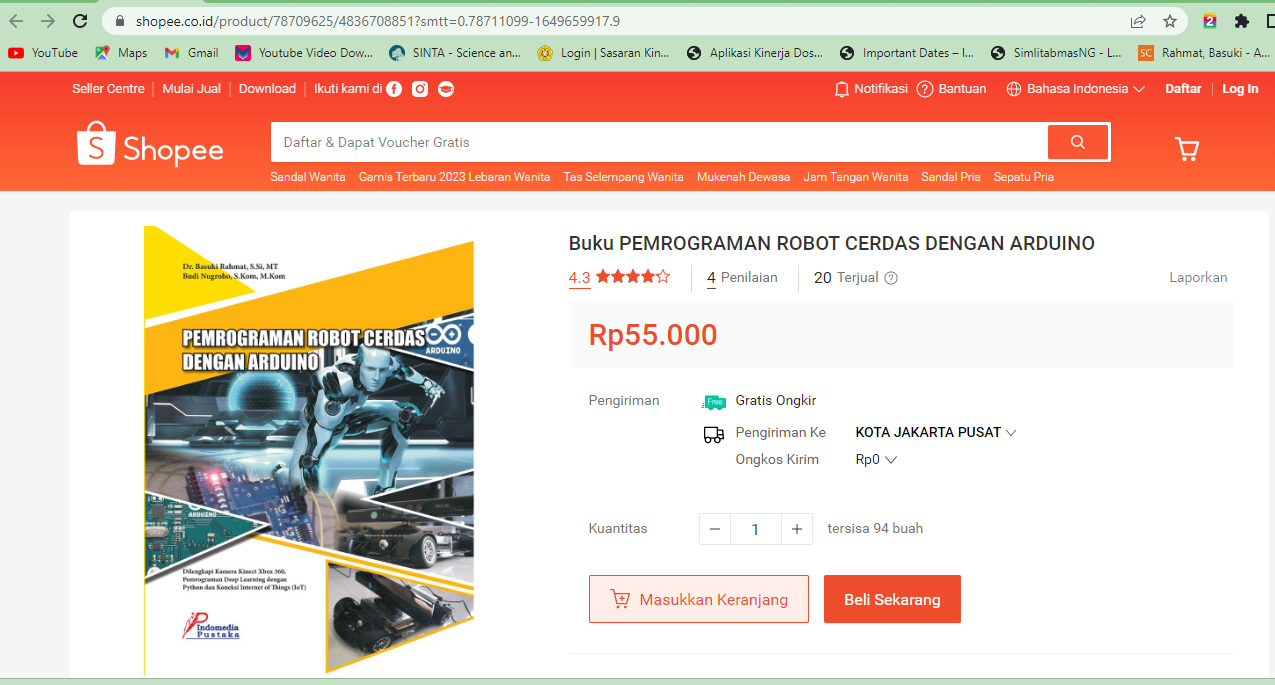 shopee.co.id/product/78709625/4836708851?smtt=0.78711099-1649659917.9
2
YouTube Maps Gmail Youtube Video Dow... SINTA - Science an... Login | Sasaran Kin... Aplikasi Kinerja Dos... Important Dates – I... SimlitabmasNG - L... SC Rahmat, Basuki - A...
Seller Centre Mulai Jual Download Ikuti kami di Notifikasi Bantuan Bahasa Indonesia Daftar Log In
S Shopee
Daftar & Dapat Voucher Gratis
Sandal Wanita Gamis Terbaru 2023 Lebaran Wanita Tas Selempang Wanita Mukenah Dewasa Jam Tangan Wanita Sandal Pria Sepatu Pria
Dr. Basuki Rahmat, S.Si, MT
Budi Nugroho, S.Kom, M.Kom
PEMROGRAMAN ROBOT CERDAS
DENGAN ARDUINO
ARDUINO
Dilengkapi Kamera Kinect Xbox 360,
Pemrograman Deep Learning dengan
Python dan Koneksi Internet of Things (IoT)
Indomedia
Pustaka
Buku PEMROGRAMAN ROBOT CERDAS DENGAN ARDUINO
4.3 4 Penilaian 20 Terjual ? Laporkan
Rp55.000
Pengiriman Free Gratis Ongkir
Pengiriman Ke KOTA JAKARTA PUSAT
Ongkos Kirim Rp0
Kuantitas − 1 + tersisa 94 buah
Masukkan Keranjang Beli Sekarang